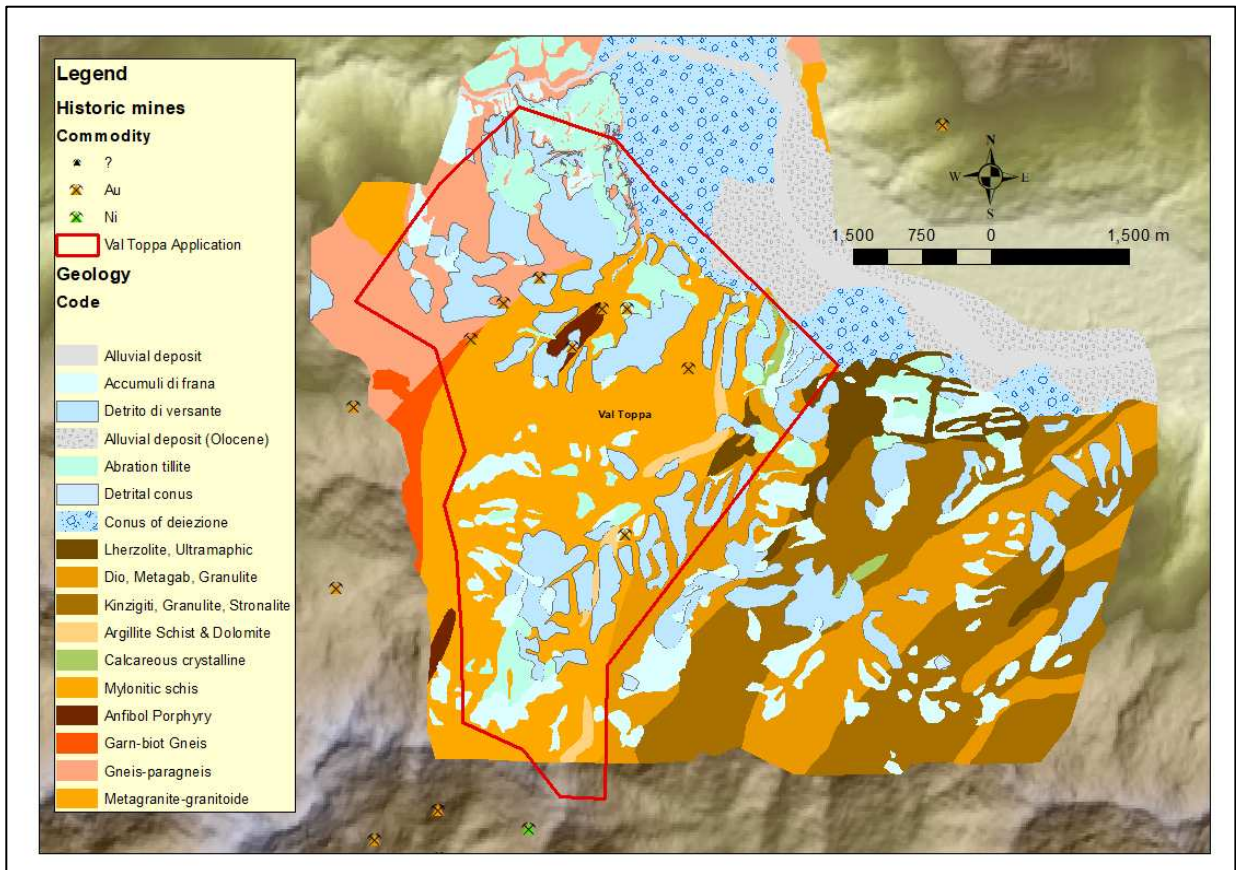 Legend
Historic mines
Commodity
?
Au
Ni
Val Toppa Application
Geology
Code
Alluvial deposit
Accumuli di frana
Detrito di versante
Alluvial deposit (Olocene)
Abration tillite
Detrital conus
Conus of deiezone
Lherzolite, Ultramaphic
Dio, Metagab, Granulite
Kinzigiti, Granulite, Stronalite
Argillite Schist & Dolomite
Calcareous crystalline
Mylonitic schis
Anfibol Porphyry
Garn-biot Gneis
Gneis-paragneis
Metagranite-granitoide
N
W E
S
1,500 750 0 1,500 m
Val Toppa